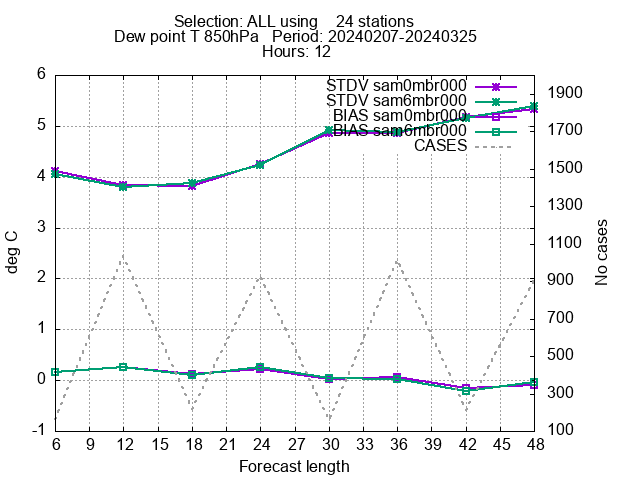 Selection: ALL using    24 stations
Dew point T 850hPa   Period: 20240207-20240325
Hours: 12
STDV sam0mbr000
STDV sam6mbr000
BIAS sam0mbr000
BIAS sam6mbr000
CASES
6
5
4
3
2
1
0
-1
deg C
1900
1700
1500
1300
1100
900
700
500
300
100
No cases
6 9 12 15 18 21 24 27 30 33 36 39 42 45 48
Forecast length